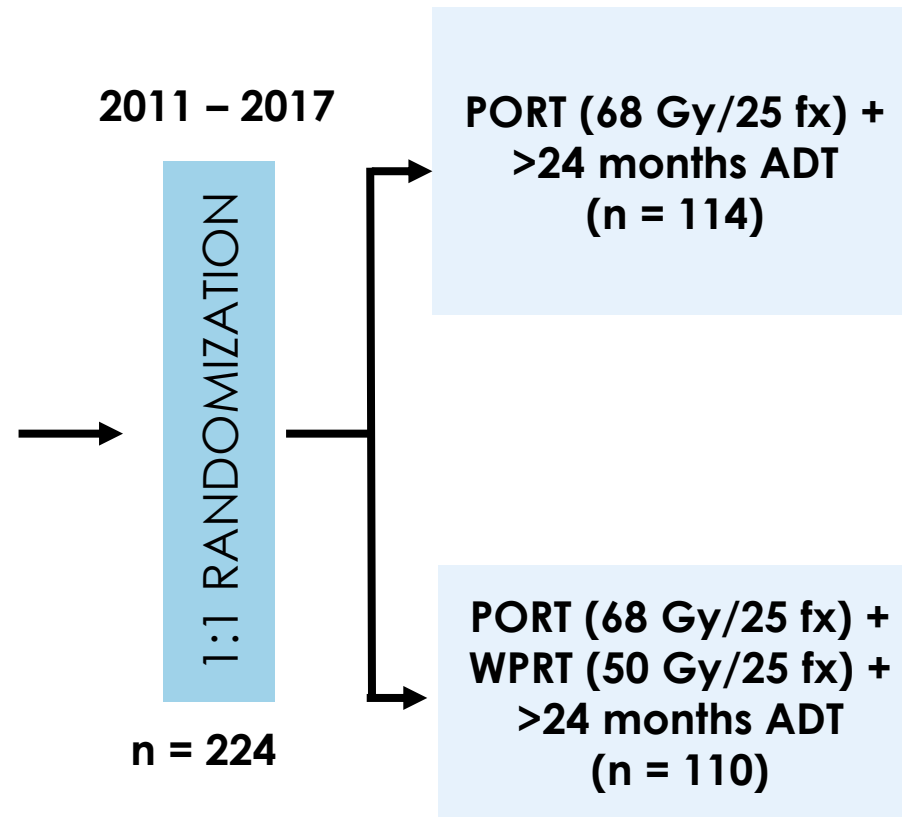 2011 – 2017
1:1 RANDOMIZATION
n = 224
PORT (68 Gy/25 fx) +
>24 months ADT
(n = 114)
PORT (68 Gy/25 fx) +
WPRT (50 Gy/25 fx) +
>24 months ADT
(n = 110)